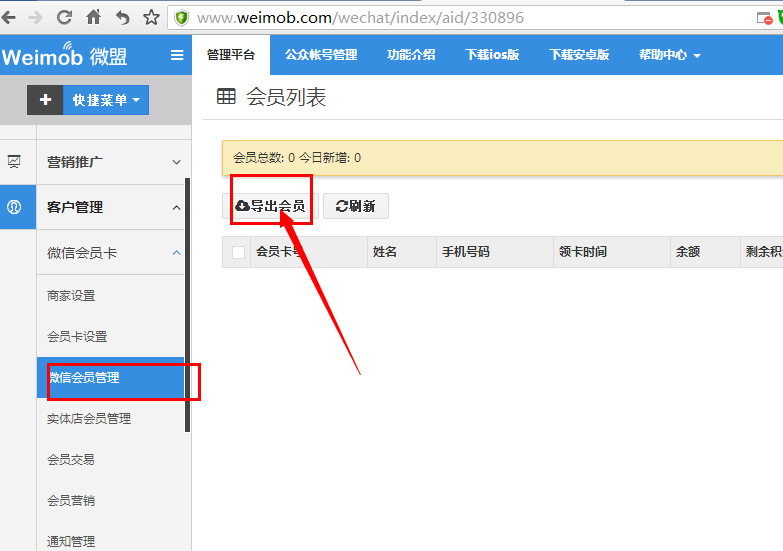 www.weimob.com/wechat/index/aid/330896
Weimob 微盟
管理平台 公众帐号管理 功能介绍 下载ios版 下载安卓版 帮助中心
快捷菜单
会员列表
营销推广
会员总数: 0 今日新增: 0
客户管理
导出会员 刷新
微信会员卡
会员卡号 姓名 手机号码 领卡时间 余额 剩余积
商家设置
会员卡设置
微信会员管理
实体店会员管理
会员交易
会员营销
通知管理